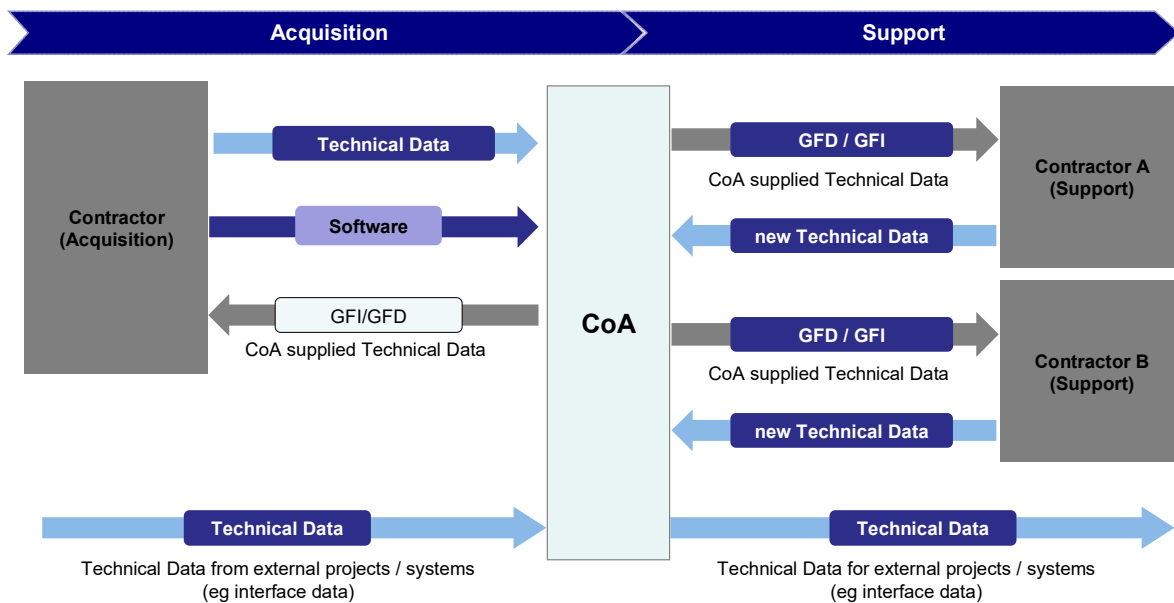 Acquisition
Support
Technical Data
Software
GFI/GFD
CoA supplied Technical Data
Contractor
(Acquisition)
CoA
GFD / GFI
CoA supplied Technical Data
new Technical Data
Contractor A
(Support)
GFD / GFI
CoA supplied Technical Data
new Technical Data
Contractor B
(Support)
Technical Data
Technical Data from external projects / systems
(eg interface data)
Technical Data
Technical Data for external projects / systems
(eg interface data)